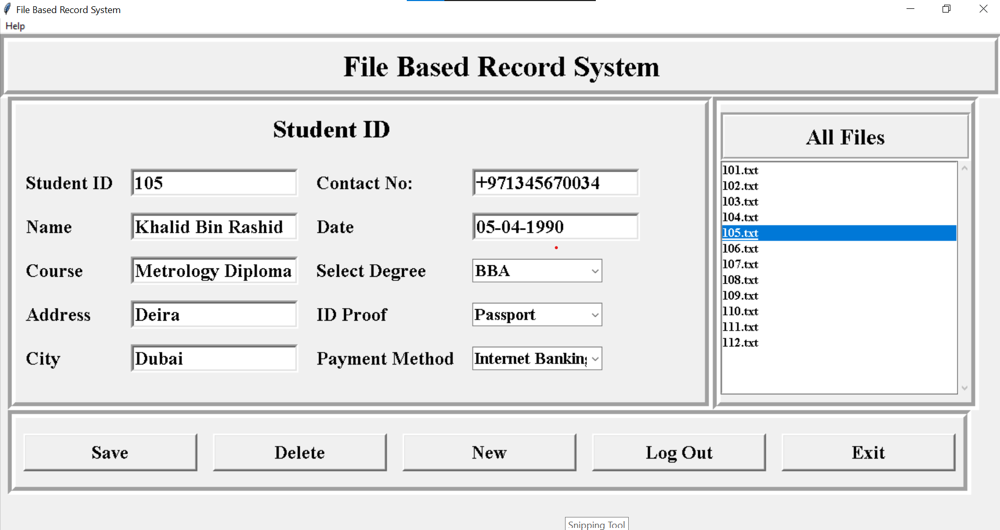 File Based Record System
Help
File Based Record System
Student ID
Student ID 105 Contact No: +971345670034
Name Khalid Bin Rashid Date 05-04-1990
Course Metrology Diploma Select Degree BBA
Address Deira ID Proof Passport
City Dubai Payment Method Internet Banking
All Files
101.txt
102.txt
103.txt
104.txt
105.txt
106.txt
107.txt
108.txt
109.txt
110.txt
111.txt
112.txt
Save Delete New Log Out Exit
Snipping Tool